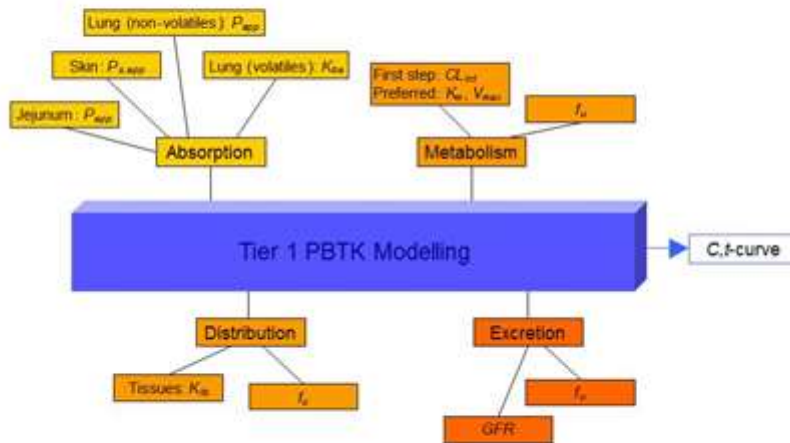 Lung (non-volatiles): Papp
Skin: Ps,app
Lung (volatiles): Kba
Jejunum: Papp
Absorption
First step: CLint
Preferred: Km, Vmax
fu
Metabolism
Tier 1 PBTK Modelling
C,t-curve
Distribution
Excretion
Tissues: Ktb
fu
fu
GFR